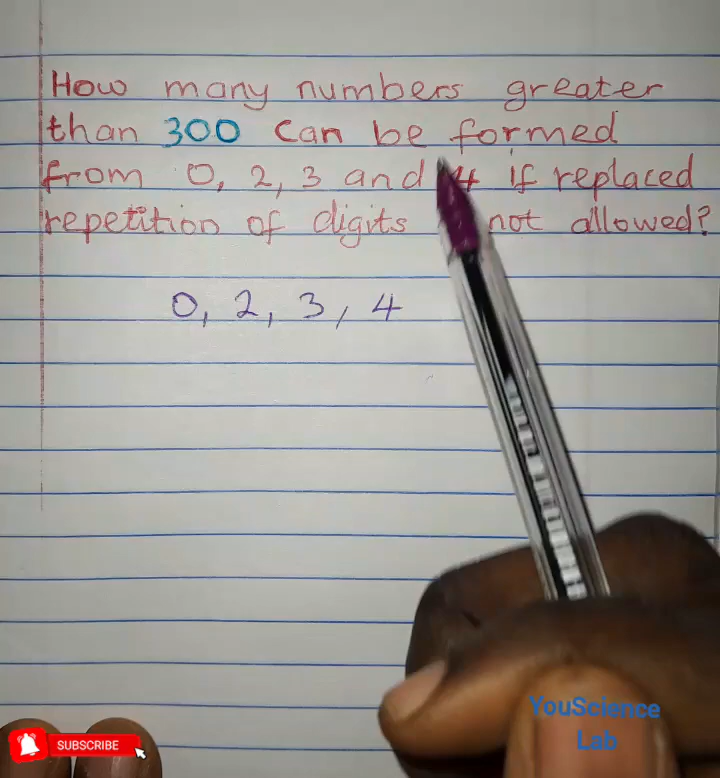 How many numbers greater
than 300 can be formed
from 0, 2, 3 and 4 if replaced
repetition of digits not allowed?
0, 2, 3, 4
YouScience
Lab
SUBSCRIBE